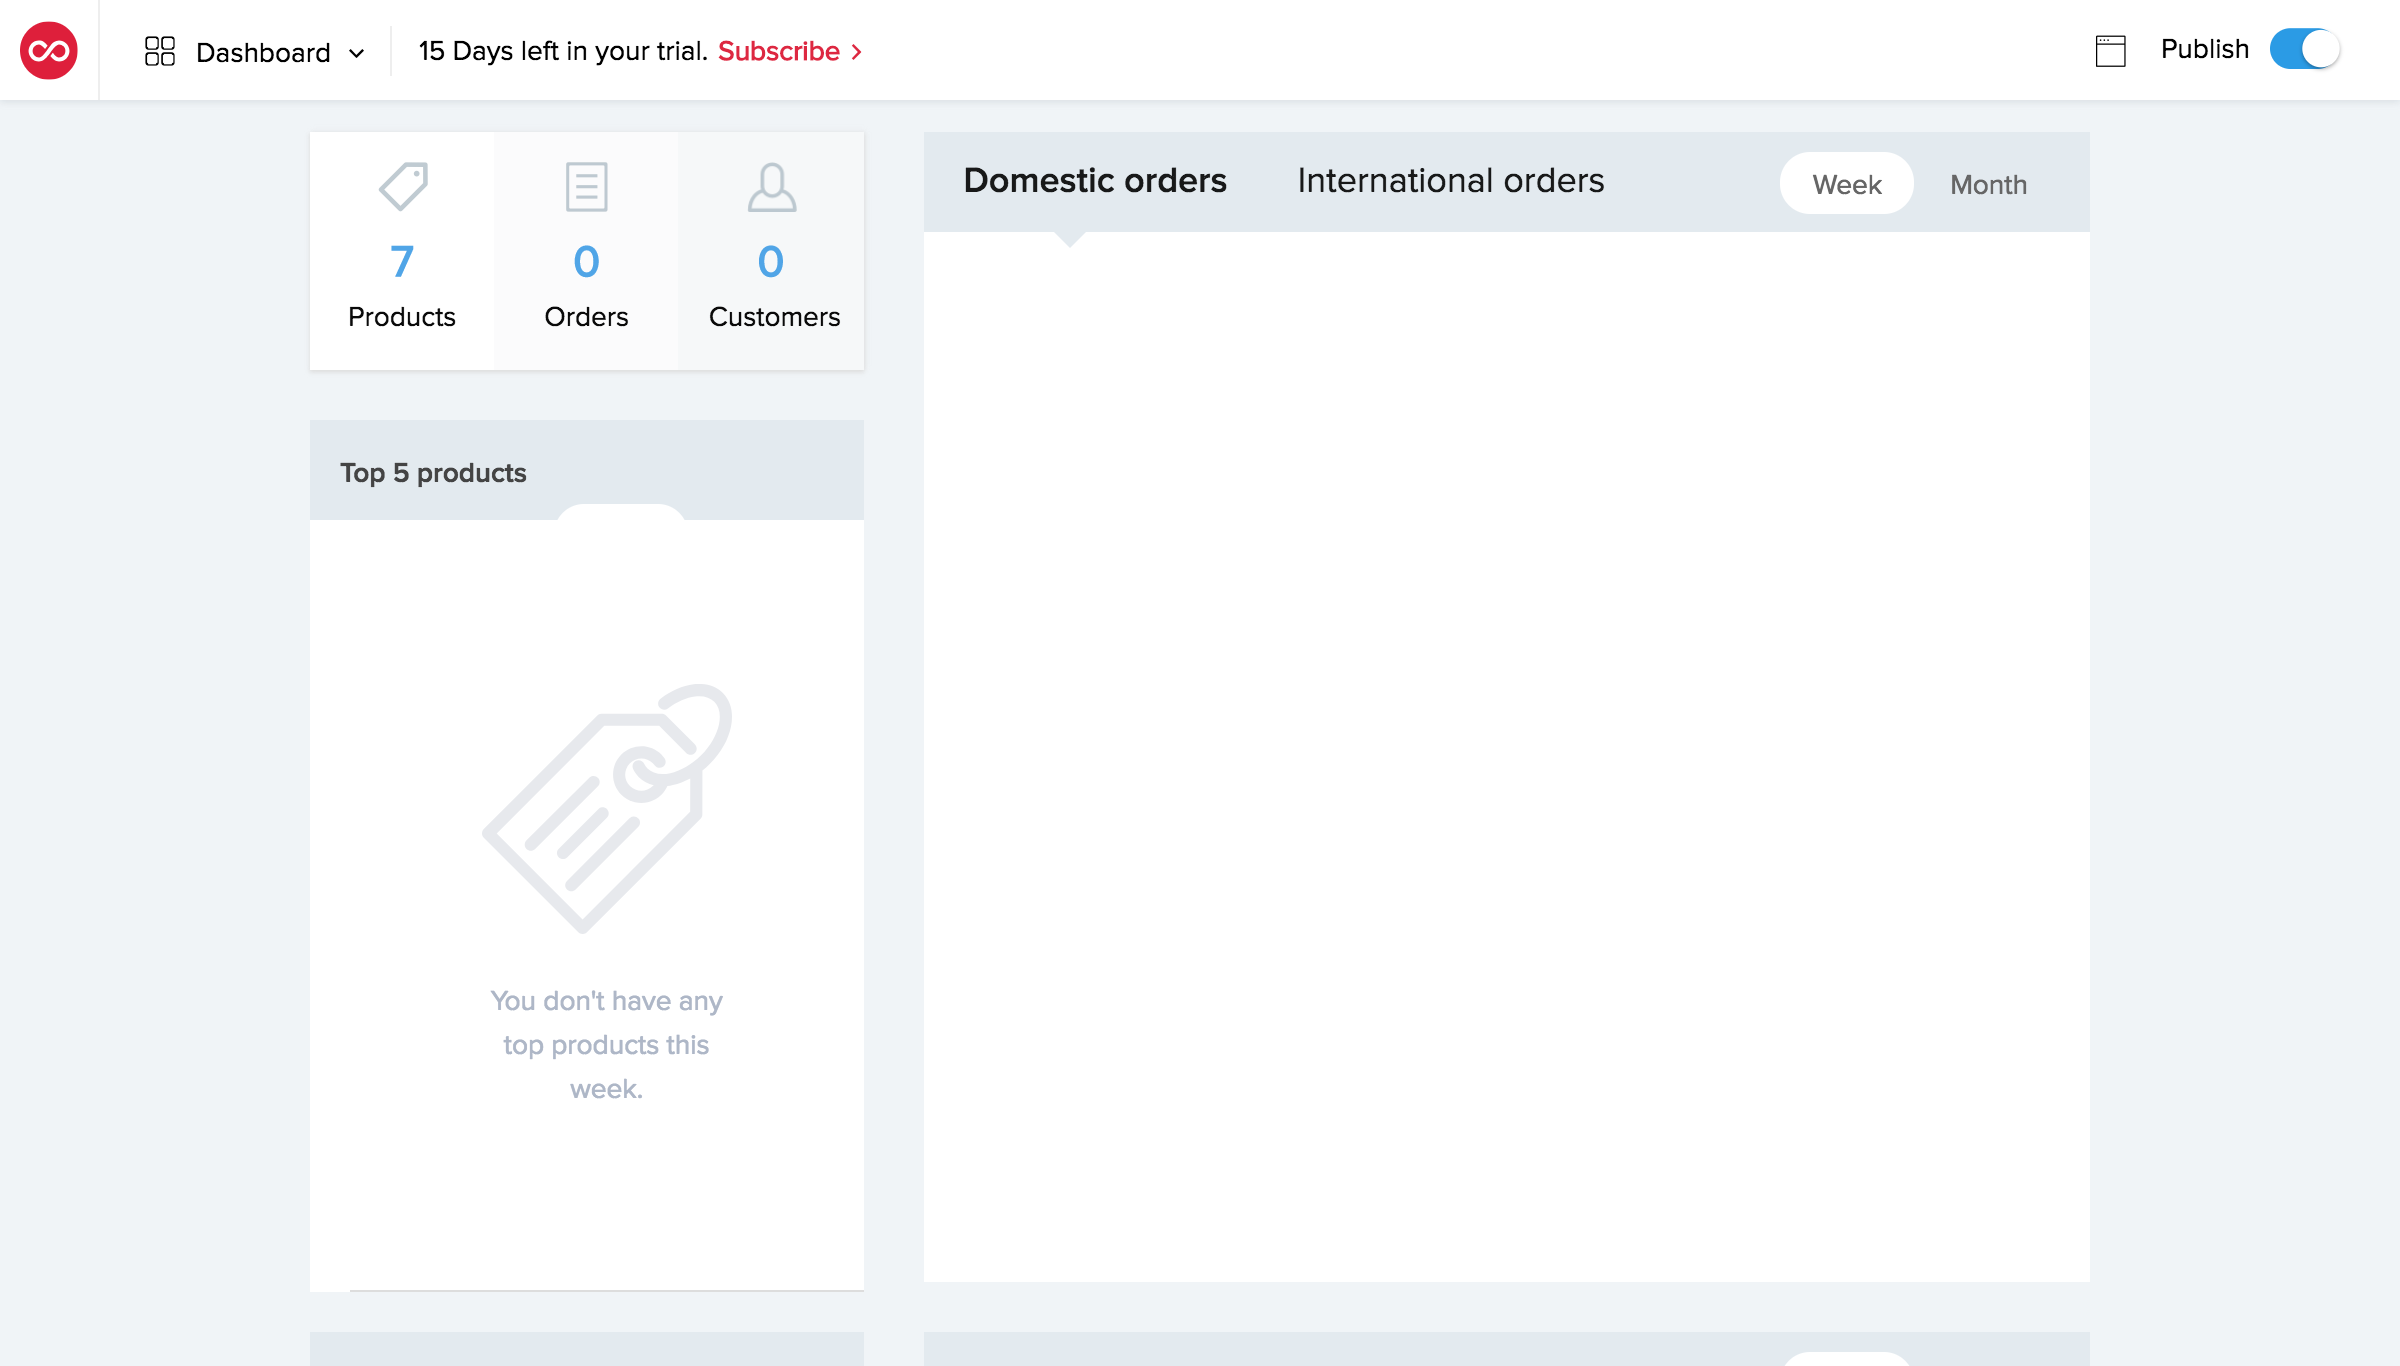 Dashboard
15 Days left in your trial. Subscribe
Publish
7
Products
0
Orders
0
Customers
Top 5 products
You don't have any
top products this
week.
Domestic orders
International orders
Week
Month